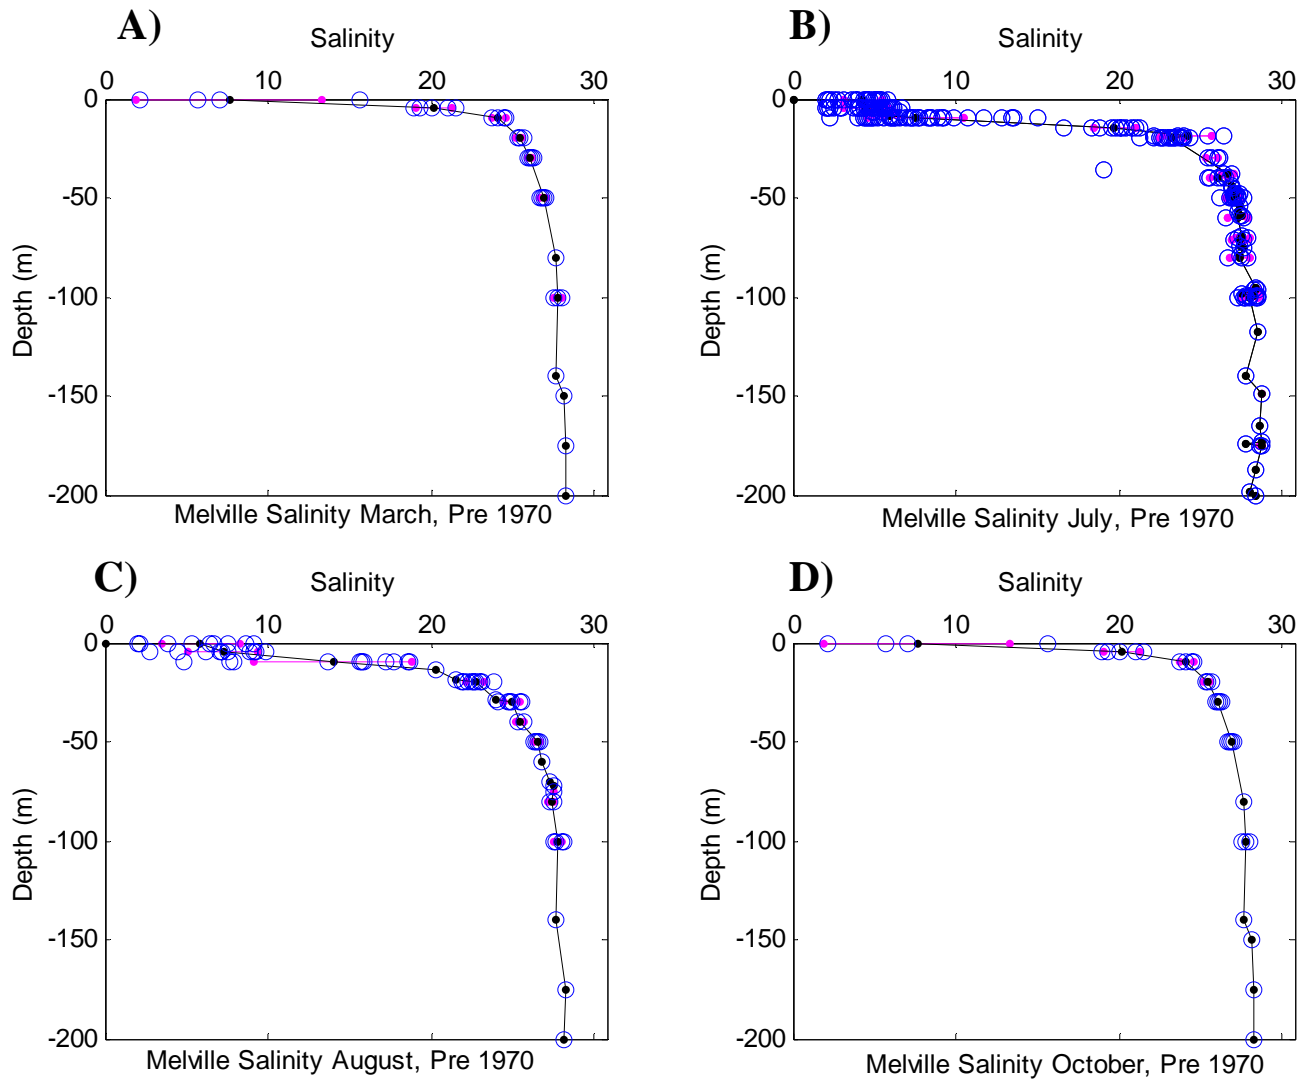 A)
Salinity
0 10 20 30
0
-50
-100
-150
-200
Depth (m)
Melville Salinity March, Pre 1970
B)
Salinity
0 10 20 30
0
-50
-100
-150
-200
Depth (m)
Melville Salinity July, Pre 1970
C)
Salinity
0 10 20 30
0
-50
-100
-150
-200
Depth (m)
Melville Salinity August, Pre 1970
D)
Salinity
0 10 20 30
0
-50
-100
-150
-200
Depth (m)
Melville Salinity October, Pre 1970